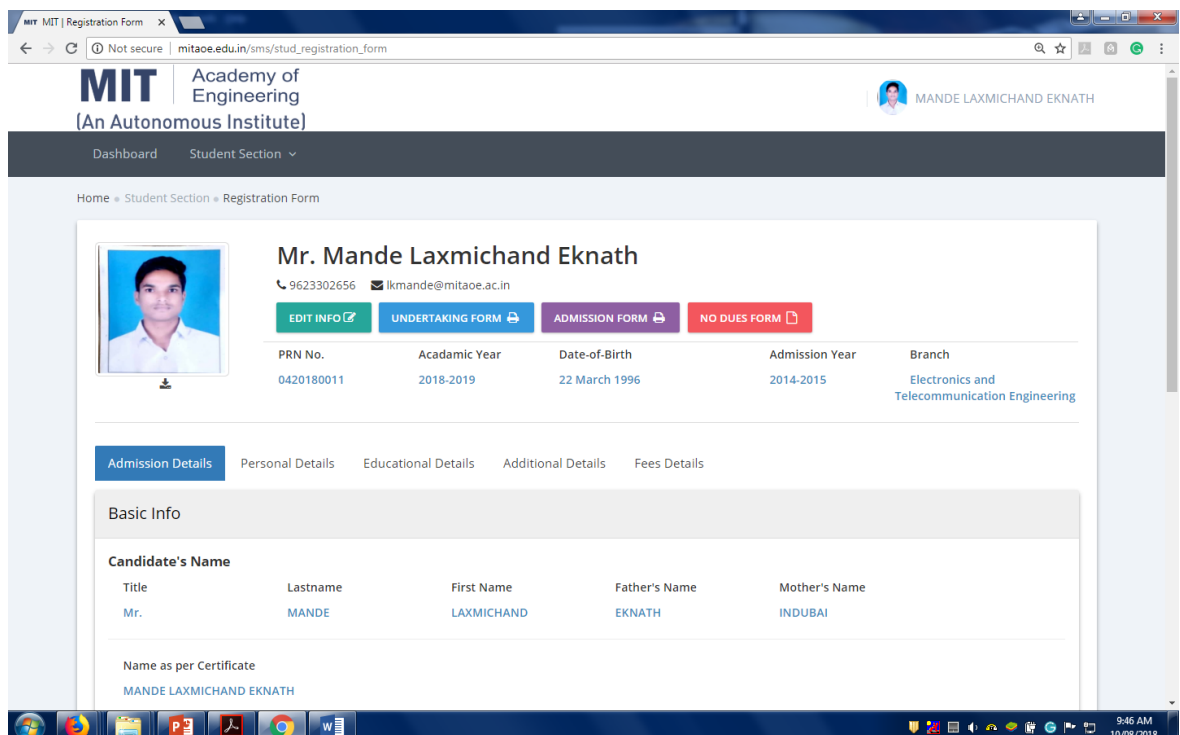 MIT MIT | Registration Form X
Not secure | mitaoe.edu.in/sms/stud_registration_form
MIT Academy of Engineering
(An Autonomous Institute)
MANDE LAXMICHAND EKNATH
Dashboard Student Section
Home Student Section Registration Form
Mr. Mande Laxmichand Eknath
9623302656 lkmande@mitaoe.ac.in
EDIT INFO UNDERTAKING FORM ADMISSION FORM NO DUES FORM
PRN No. Acadamic Year Date-of-Birth Admission Year Branch
0420180011 2018-2019 22 March 1996 2014-2015 Electronics and
Telecommunication Engineering
Admission Details Personal Details Educational Details Additional Details Fees Details
Basic Info
Candidate's Name
Title Lastname First Name Father's Name Mother's Name
Mr. MANDE LAXMICHAND EKNATH INDUBAI
Name as per Certificate
MANDE LAXMICHAND EKNATH
9:46 AM
10/08/2018